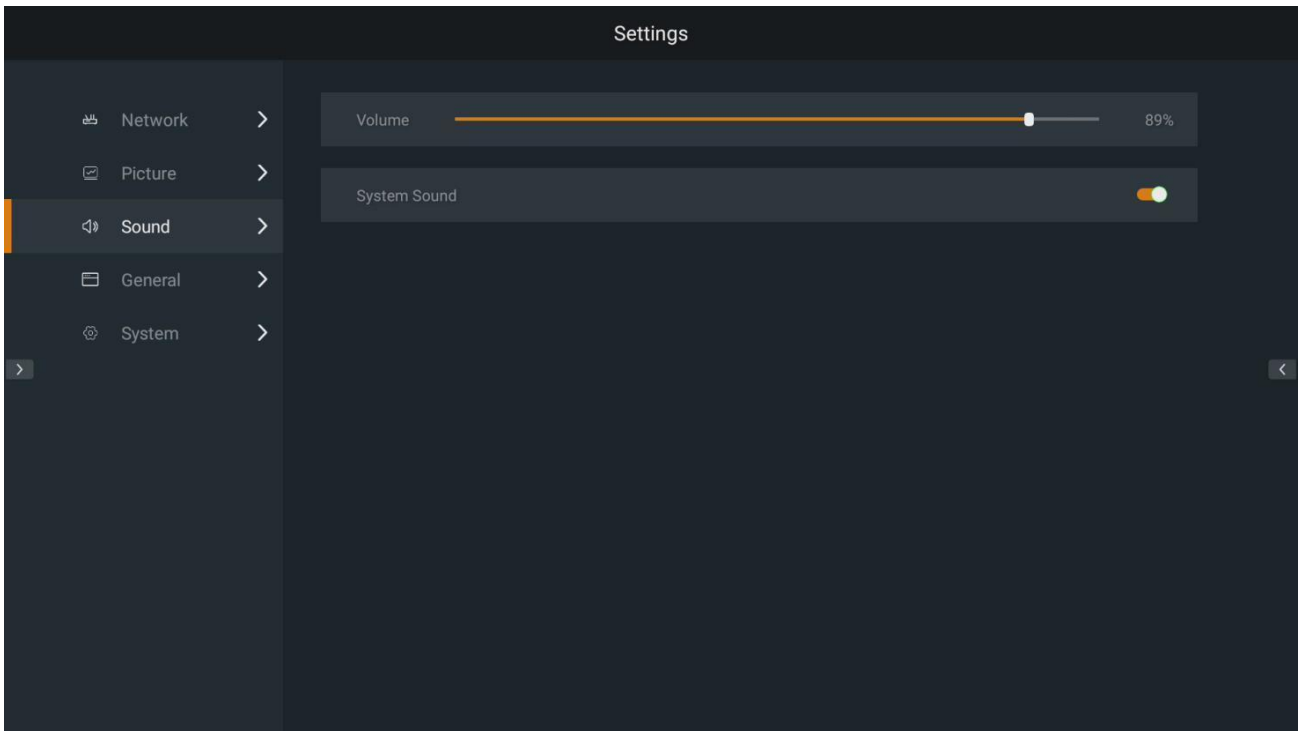 Settings
Network
Picture
Sound
General
System
Volume 89%
System Sound